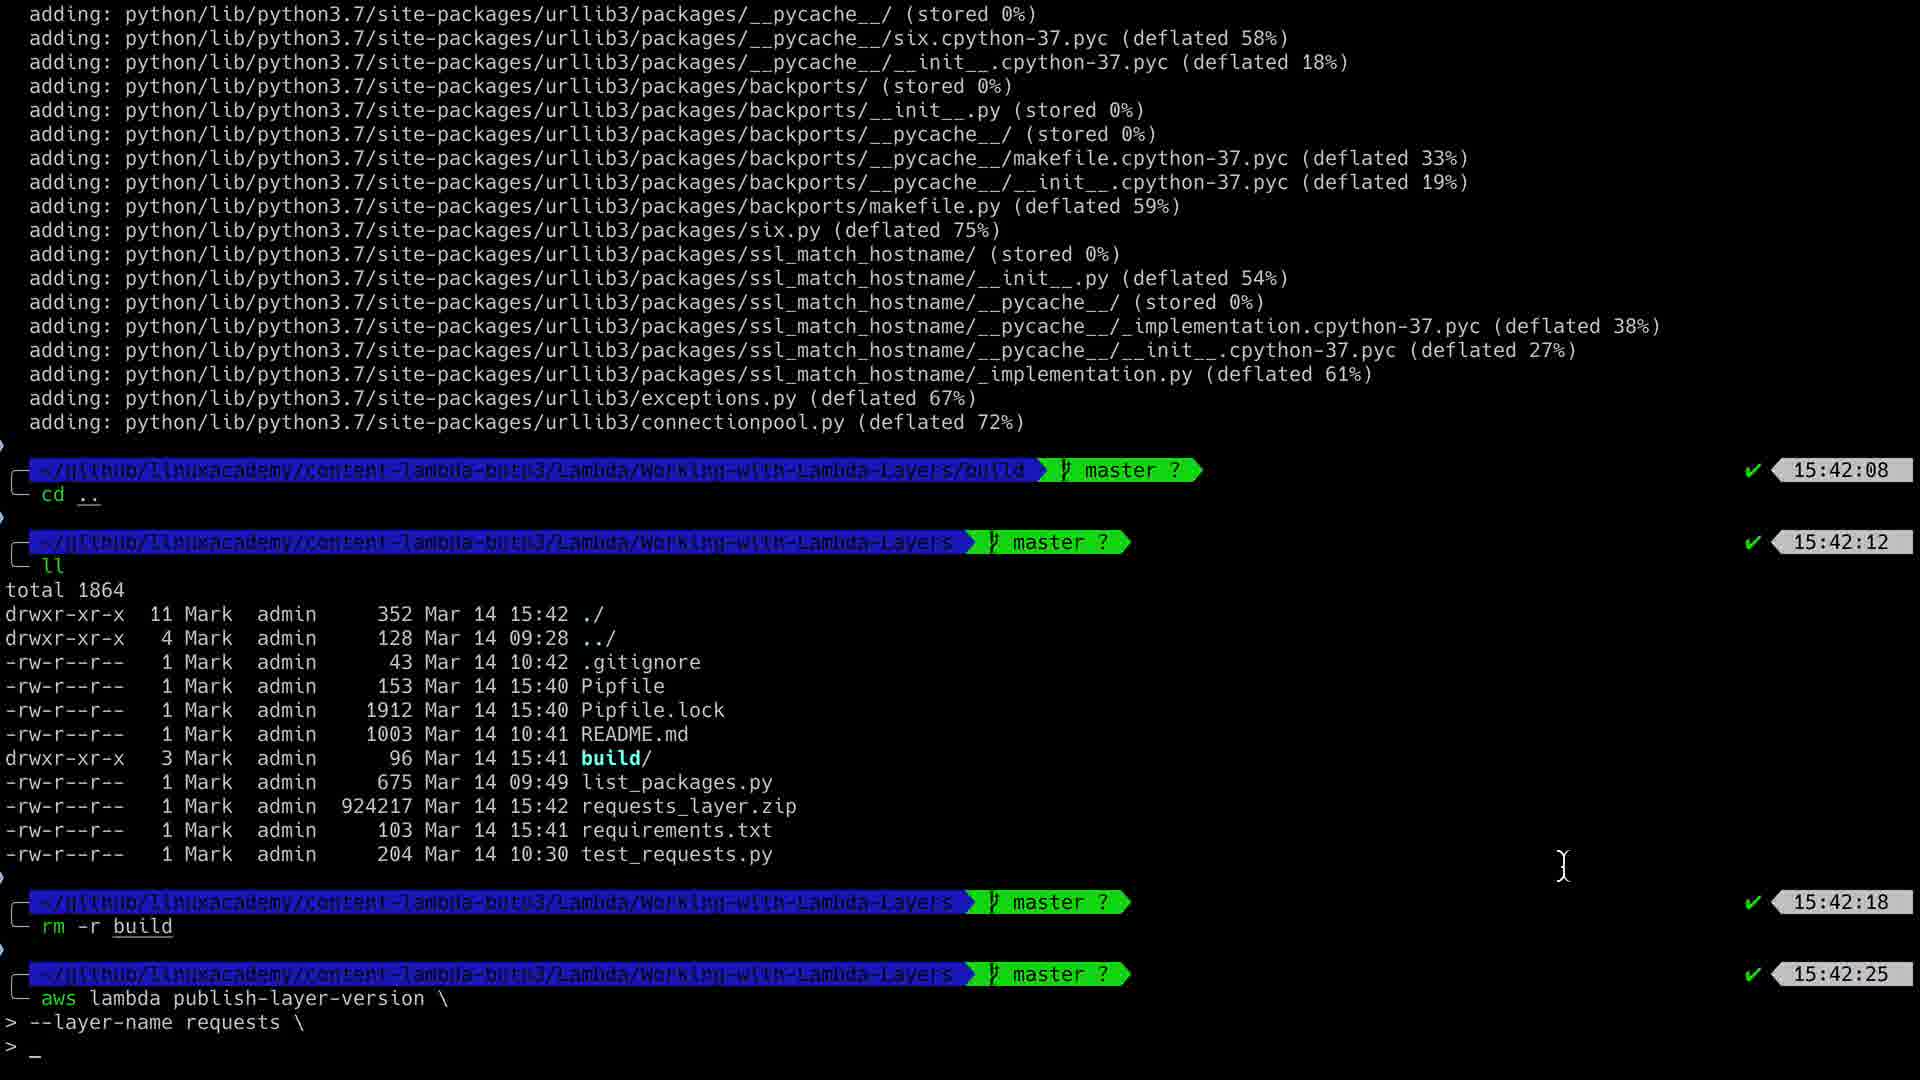 adding: python/lib/python3.7/site-packages/urllib3/packages/__pycache__/ (stored 0%)
adding: python/lib/python3.7/site-packages/urllib3/packages/__pycache__/six.cpython-37.pyc (deflated 58%)
adding: python/lib/python3.7/site-packages/urllib3/packages/__pycache__/__init__.cpython-37.pyc (deflated 18%)
adding: python/lib/python3.7/site-packages/urllib3/packages/backports/ (stored 0%)
adding: python/lib/python3.7/site-packages/urllib3/packages/backports/__init__.py (stored 0%)
adding: python/lib/python3.7/site-packages/urllib3/packages/backports/__pycache__/ (stored 0%)
adding: python/lib/python3.7/site-packages/urllib3/packages/backports/__pycache__/makefile.cpython-37.pyc (deflated 33%)
adding: python/lib/python3.7/site-packages/urllib3/packages/backports/__pycache__/__init__.cpython-37.pyc (deflated 19%)
adding: python/lib/python3.7/site-packages/urllib3/packages/backports/makefile.py (deflated 59%)
adding: python/lib/python3.7/site-packages/urllib3/packages/six.py (deflated 75%)
adding: python/lib/python3.7/site-packages/urllib3/packages/ssl_match_hostname/ (stored 0%)
adding: python/lib/python3.7/site-packages/urllib3/packages/ssl_match_hostname/__init__.py (deflated 54%)
adding: python/lib/python3.7/site-packages/urllib3/packages/ssl_match_hostname/__pycache__/ (stored 0%)
adding: python/lib/python3.7/site-packages/urllib3/packages/ssl_match_hostname/__pycache__/_implementation.cpython-37.pyc (deflated 38%)
adding: python/lib/python3.7/site-packages/urllib3/packages/ssl_match_hostname/__pycache__/__init__.cpython-37.pyc (deflated 27%)
adding: python/lib/python3.7/site-packages/urllib3/packages/ssl_match_hostname/_implementation.py (deflated 61%)
adding: python/lib/python3.7/site-packages/urllib3/exceptions.py (deflated 67%)
adding: python/lib/python3.7/site-packages/urllib3/connectionpool.py (deflated 72%)
~/github/linuxacademy/content-lambda-boto3/Lambda/Working-with-Lambda-Layers/build master ? ✔ 15:42:08
cd ..
~/github/linuxacademy/content-lambda-boto3/Lambda/Working-with-Lambda-Layers master ? ✔ 15:42:12
ll
total 1864
drwxr-xr-x 11 Mark admin 352 Mar 14 15:42 ./
drwxr-xr-x 4 Mark admin 128 Mar 14 09:28 ../
-rw-r--r-- 1 Mark admin 43 Mar 14 10:42 .gitignore
-rw-r--r-- 1 Mark admin 153 Mar 14 15:40 Pipfile
-rw-r--r-- 1 Mark admin 1912 Mar 14 15:40 Pipfile.lock
-rw-r--r-- 1 Mark admin 1003 Mar 14 10:41 README.md
drwxr-xr-x 3 Mark admin 96 Mar 14 15:41 build/
-rw-r--r-- 1 Mark admin 675 Mar 14 09:49 list_packages.py
-rw-r--r-- 1 Mark admin 924217 Mar 14 15:42 requests_layer.zip
-rw-r--r-- 1 Mark admin 103 Mar 14 15:41 requirements.txt
-rw-r--r-- 1 Mark admin 204 Mar 14 10:30 test_requests.py
~/github/linuxacademy/content-lambda-boto3/Lambda/Working-with-Lambda-Layers master ? ✔ 15:42:18
rm -r build
~/github/linuxacademy/content-lambda-boto3/Lambda/Working-with-Lambda-Layers master ? ✔ 15:42:25
aws lambda publish-layer-version \
> --layer-name requests \
> _